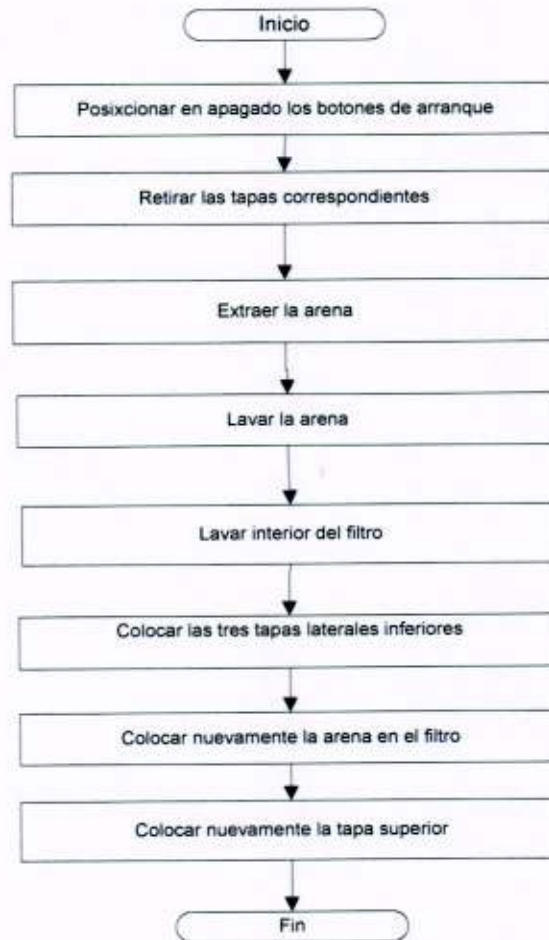 Inicio
Posixcionar en apagado los botones de arranque
Retirar las tapas correspondientes
Extraer la arena
Lavar la arena
Lavar interior del filtro
Colocar las tres tapas laterales inferiores
Colocar nuevamente la arena en el filtro
Colocar nuevamente la tapa superior
Fin